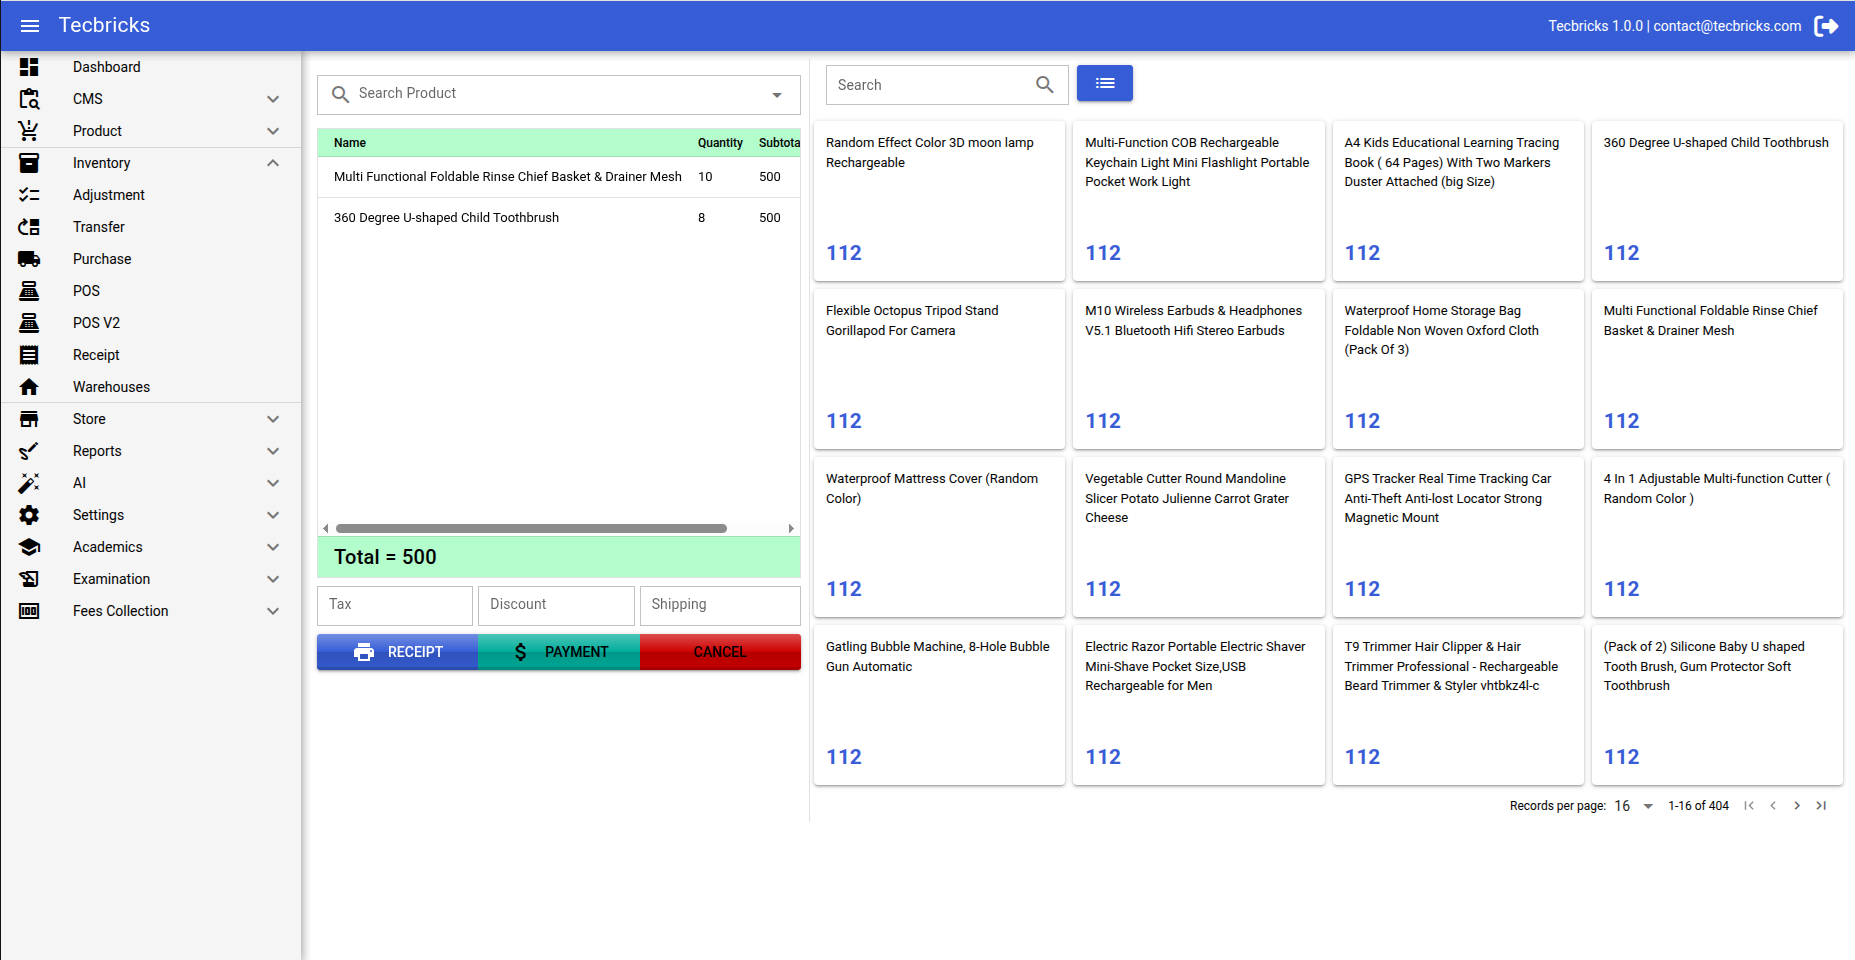 Tecbricks
Tecbricks 1.0.0 | contact@tecbricks.com
Dashboard
CMS
Product
Inventory
Adjustment
Transfer
Purchase
POS
POS V2
Receipt
Warehouses
Store
Reports
AI
Settings
Academics
Examination
Fees Collection
Search Product
Name Quantity Subtota
Multi Functional Foldable Rinse Chief Basket & Drainer Mesh 10 500
360 Degree U-shaped Child Toothbrush 8 500
Total = 500
Tax Discount Shipping
RECEIPT PAYMENT CANCEL
Search
Random Effect Color 3D moon lamp
Rechargeable
112
Multi-Function COB Rechargeable
Keychain Light Mini Flashlight Portable
Pocket Work Light
112
A4 Kids Educational Learning Tracing
Book ( 64 Pages) With Two Markers
Duster Attached (big Size)
112
360 Degree U-shaped Child Toothbrush
112
Flexible Octopus Tripod Stand
Gorillapod For Camera
112
M10 Wireless Earbuds & Headphones
V5.1 Bluetooth Hifi Stereo Earbuds
112
Waterproof Home Storage Bag
Foldable Non Woven Oxford Cloth
(Pack Of 3)
112
Multi Functional Foldable Rinse Chief
Basket & Drainer Mesh
112
Waterproof Mattress Cover (Random
Color)
112
Vegetable Cutter Round Mandoline
Slicer Potato Julienne Carrot Grater
Cheese
112
GPS Tracker Real Time Tracking Car
Anti-Theft Anti-lost Locator Strong
Magnetic Mount
112
4 In 1 Adjustable Multi-function Cutter (
Random Color )
112
Gatling Bubble Machine, 8-Hole Bubble
Gun Automatic
112
Electric Razor Portable Electric Shaver
Mini-Shave Pocket Size,USB
Rechargeable for Men
112
T9 Trimmer Hair Clipper & Hair
Trimmer Professional - Rechargeable
Beard Trimmer & Styler vhtbkz4l-c
112
(Pack of 2) Silicone Baby U shaped
Tooth Brush, Gum Protector Soft
Toothbrush
112
Records per page: 16 1-16 of 404